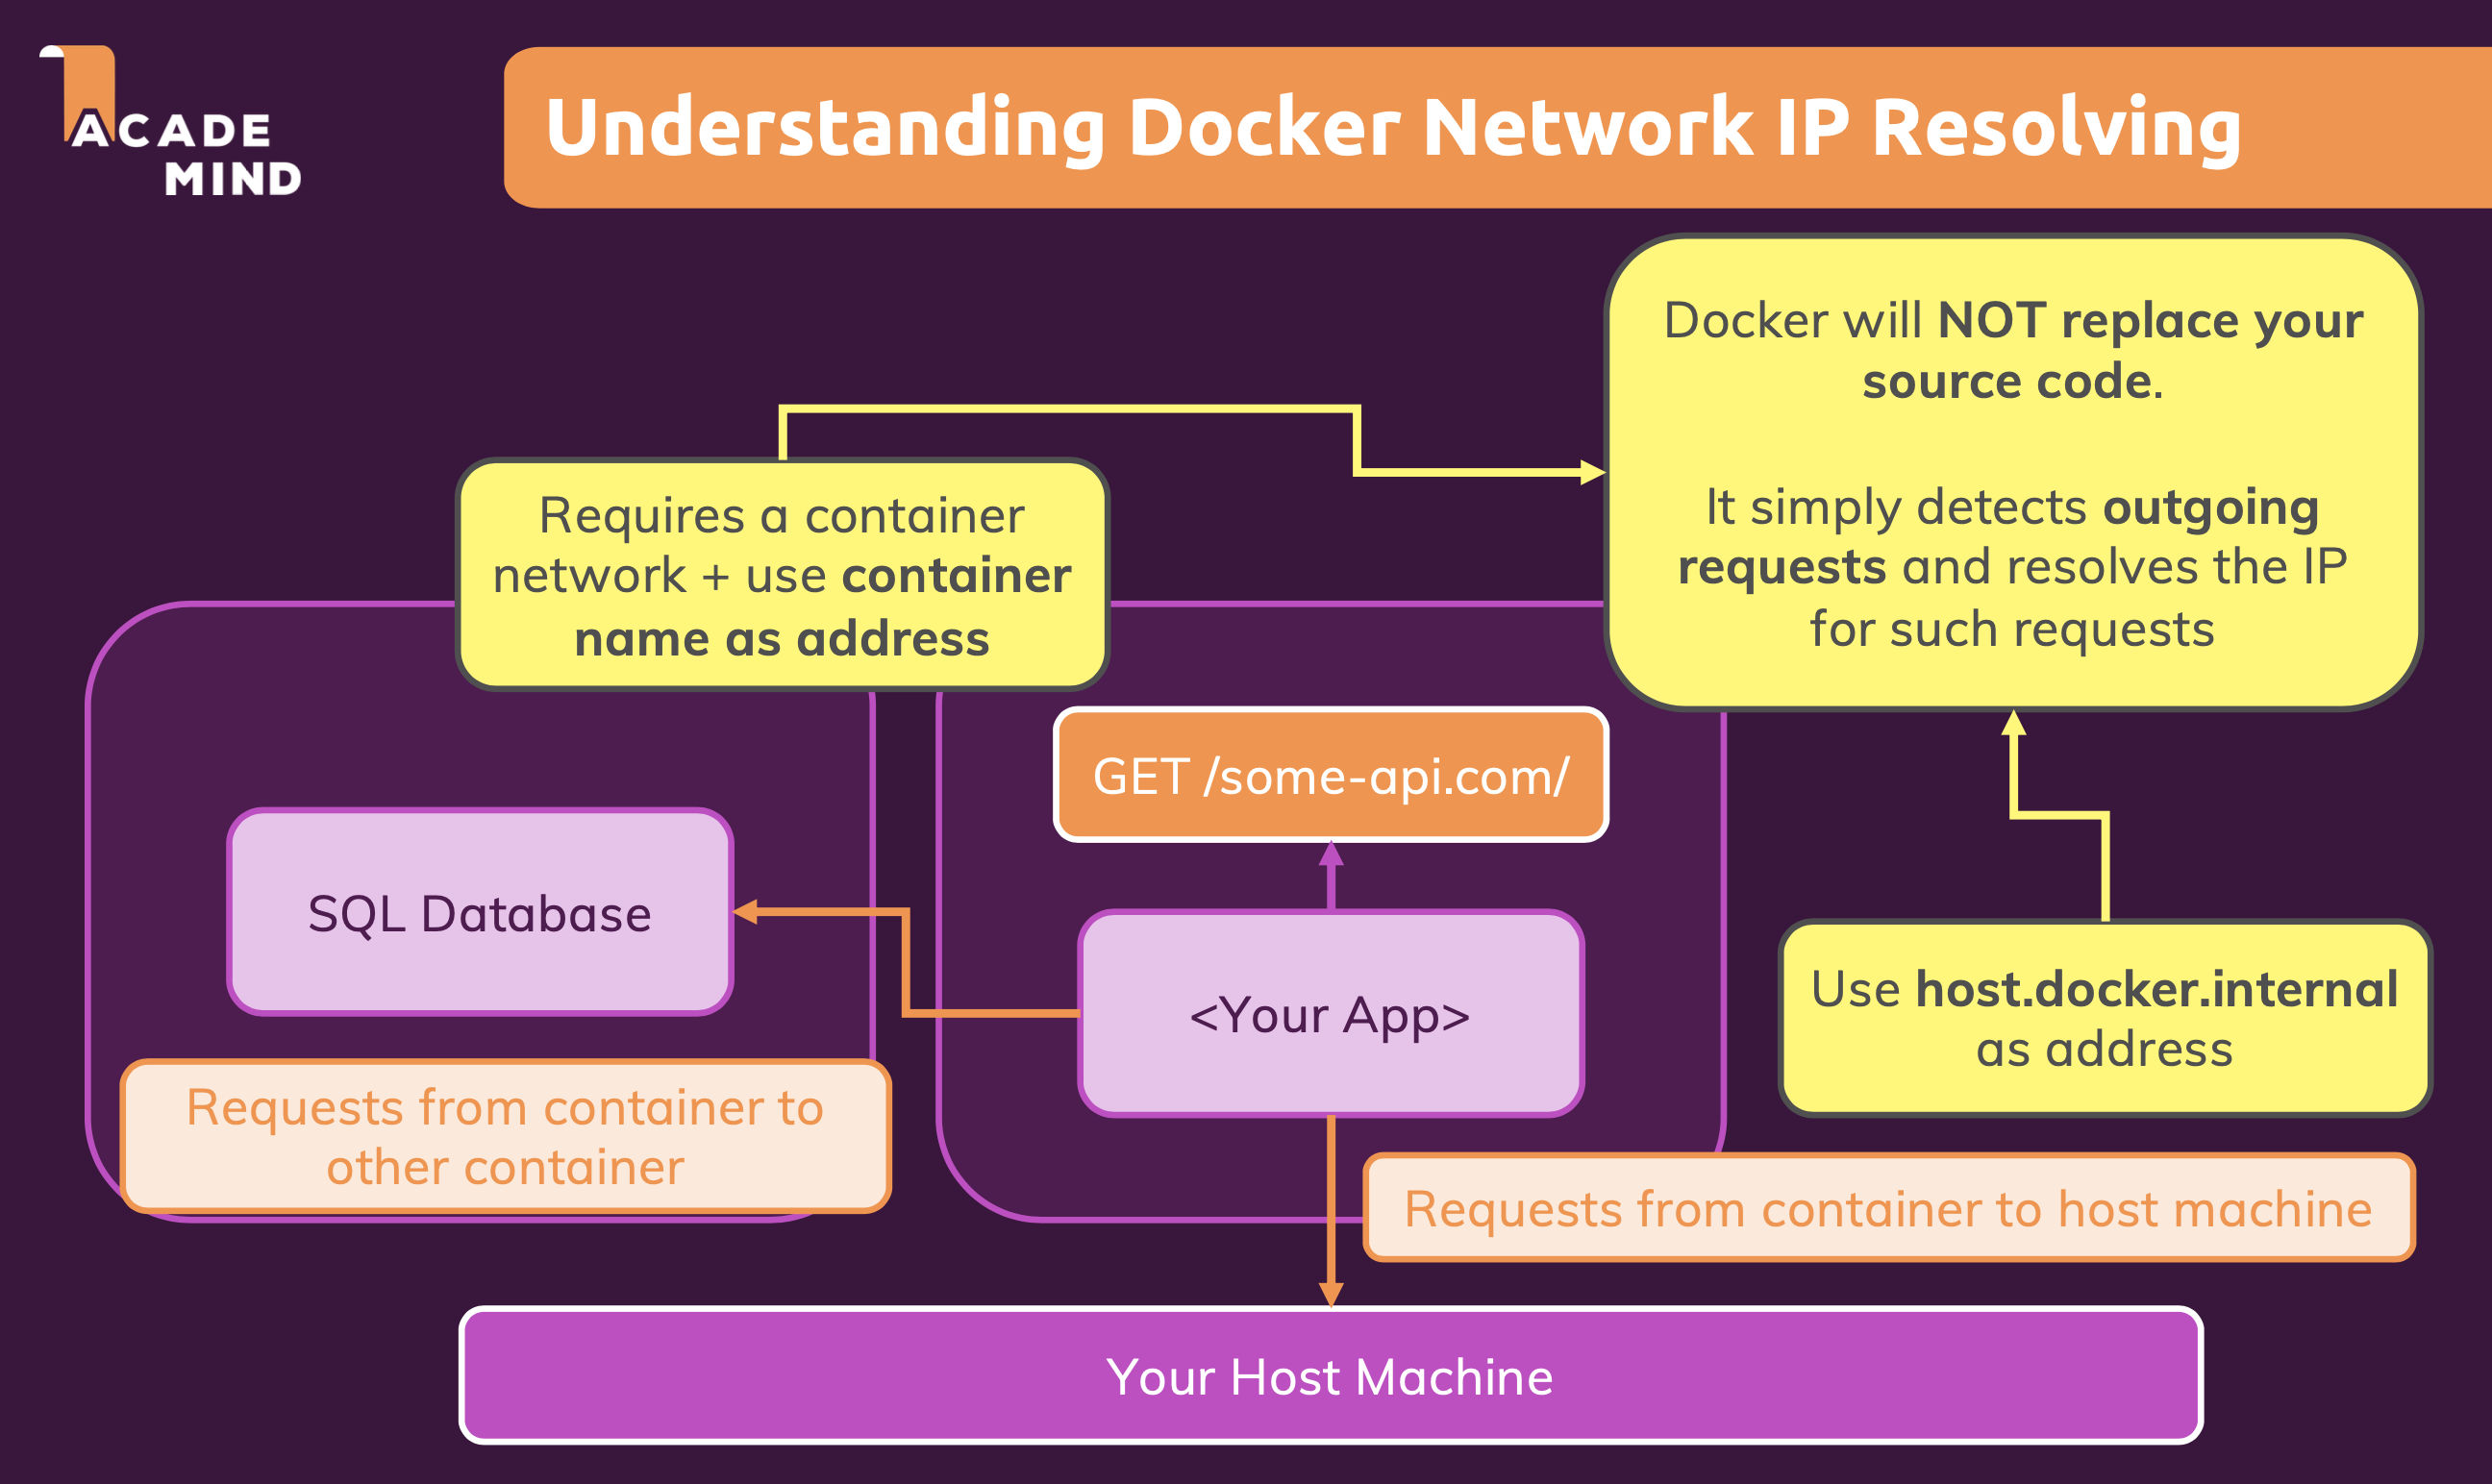 ACADE
MIND
Understanding Docker Network IP Resolving
Docker will NOT replace your
source code.
It simply detects outgoing
requests and resolves the IP
for such requests
Requires a container
network + use container
name as address
GET /some-api.com/
SQL Database
<Your App>
Use host.docker.internal
as address
Requests from container to
other container
Requests from container to host machine
Your Host Machine